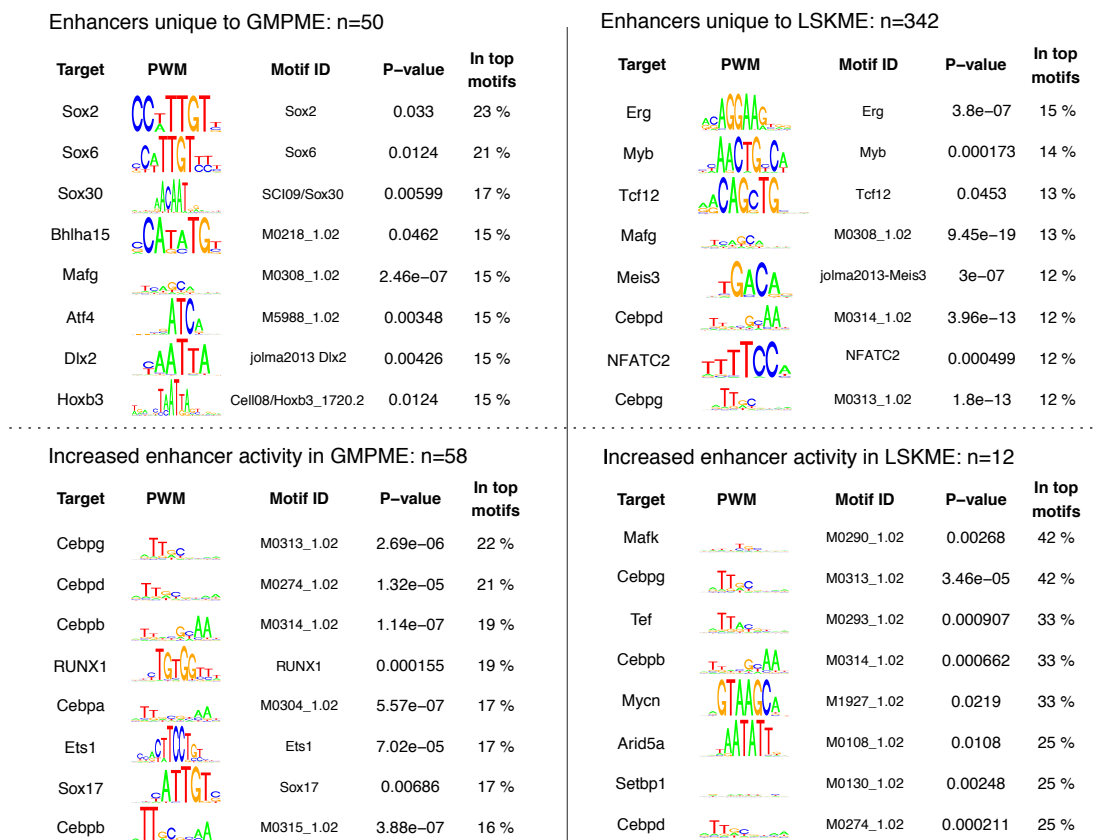 Enhancers unique to GMPME: n=50
Target PWM Motif ID P−value In top motifs
Sox2 Sox2 0.033 23 %
Sox6 Sox6 0.0124 21 %
Sox30 SCI09/Sox30 0.00599 17 %
Bhlha15 M0218_1.02 0.0462 15 %
Mafg M0308_1.02 2.46e−07 15 %
Atf4 M5988_1.02 0.00348 15 %
Dlx2 jolma2013 Dlx2 0.00426 15 %
Hoxb3 Cell08/Hoxb3_1720.2 0.0124 15 %
Enhancers unique to LSKME: n=342
Target PWM Motif ID P−value In top motifs
Erg Erg 3.8e−07 15 %
Myb Myb 0.000173 14 %
Tcf12 Tcf12 0.0453 13 %
Mafg M0308_1.02 9.45e−19 13 %
Meis3 jolma2013-Meis3 3e−07 12 %
Cebpd M0314_1.02 3.96e−13 12 %
NFATC2 NFATC2 0.000499 12 %
Cebpg M0313_1.02 1.8e−13 12 %
Increased enhancer activity in GMPME: n=58
Target PWM Motif ID P−value In top motifs
Cebpg M0313_1.02 2.69e−06 22 %
Cebpd M0274_1.02 1.32e−05 21 %
Cebpb M0314_1.02 1.14e−07 19 %
RUNX1 RUNX1 0.000155 19 %
Cebpa M0304_1.02 5.57e−07 17 %
Ets1 Ets1 7.02e−05 17 %
Sox17 Sox17 0.00686 17 %
Cebpb M0315_1.02 3.88e−07 16 %
Increased enhancer activity in LSKME: n=12
Target PWM Motif ID P−value In top motifs
Mafk M0290_1.02 0.00268 42 %
Cebpg M0313_1.02 3.46e−05 42 %
Tef M0293_1.02 0.000907 33 %
Cebpb M0314_1.02 0.000662 33 %
Mycn M1927_1.02 0.0219 33 %
Arid5a M0108_1.02 0.0108 25 %
Setbp1 M0130_1.02 0.00248 25 %
Cebpd M0274_1.02 0.000211 25 %